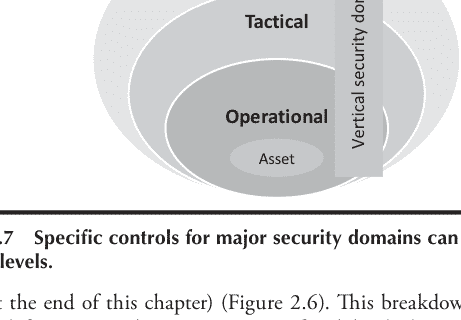 Tactical
Operational
Asset
Vertical security
.7 Specific controls for major security domains can
levels.
the end of this chapter) (Figure 2.6). This breakdow